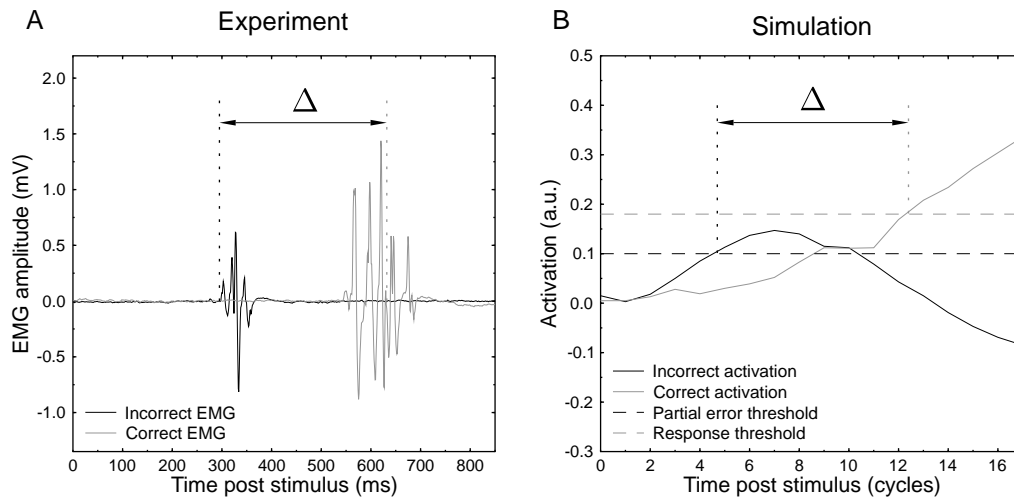 A
Experiment
EMG amplitude (mV)
2.0
1.5
1.0
0.5
0.0
-0.5
-1.0
Δ
Incorrect EMG
Correct EMG
0 100 200 300 400 500 600 700 800
Time post stimulus (ms)
B
Simulation
Activation (a.u.)
0.5
0.4
0.3
0.2
0.1
0.0
-0.1
-0.2
-0.3
Δ
Incorrect activation
Correct activation
Partial error threshold
Response threshold
0 2 4 6 8 10 12 14 16
Time post stimulus (cycles)